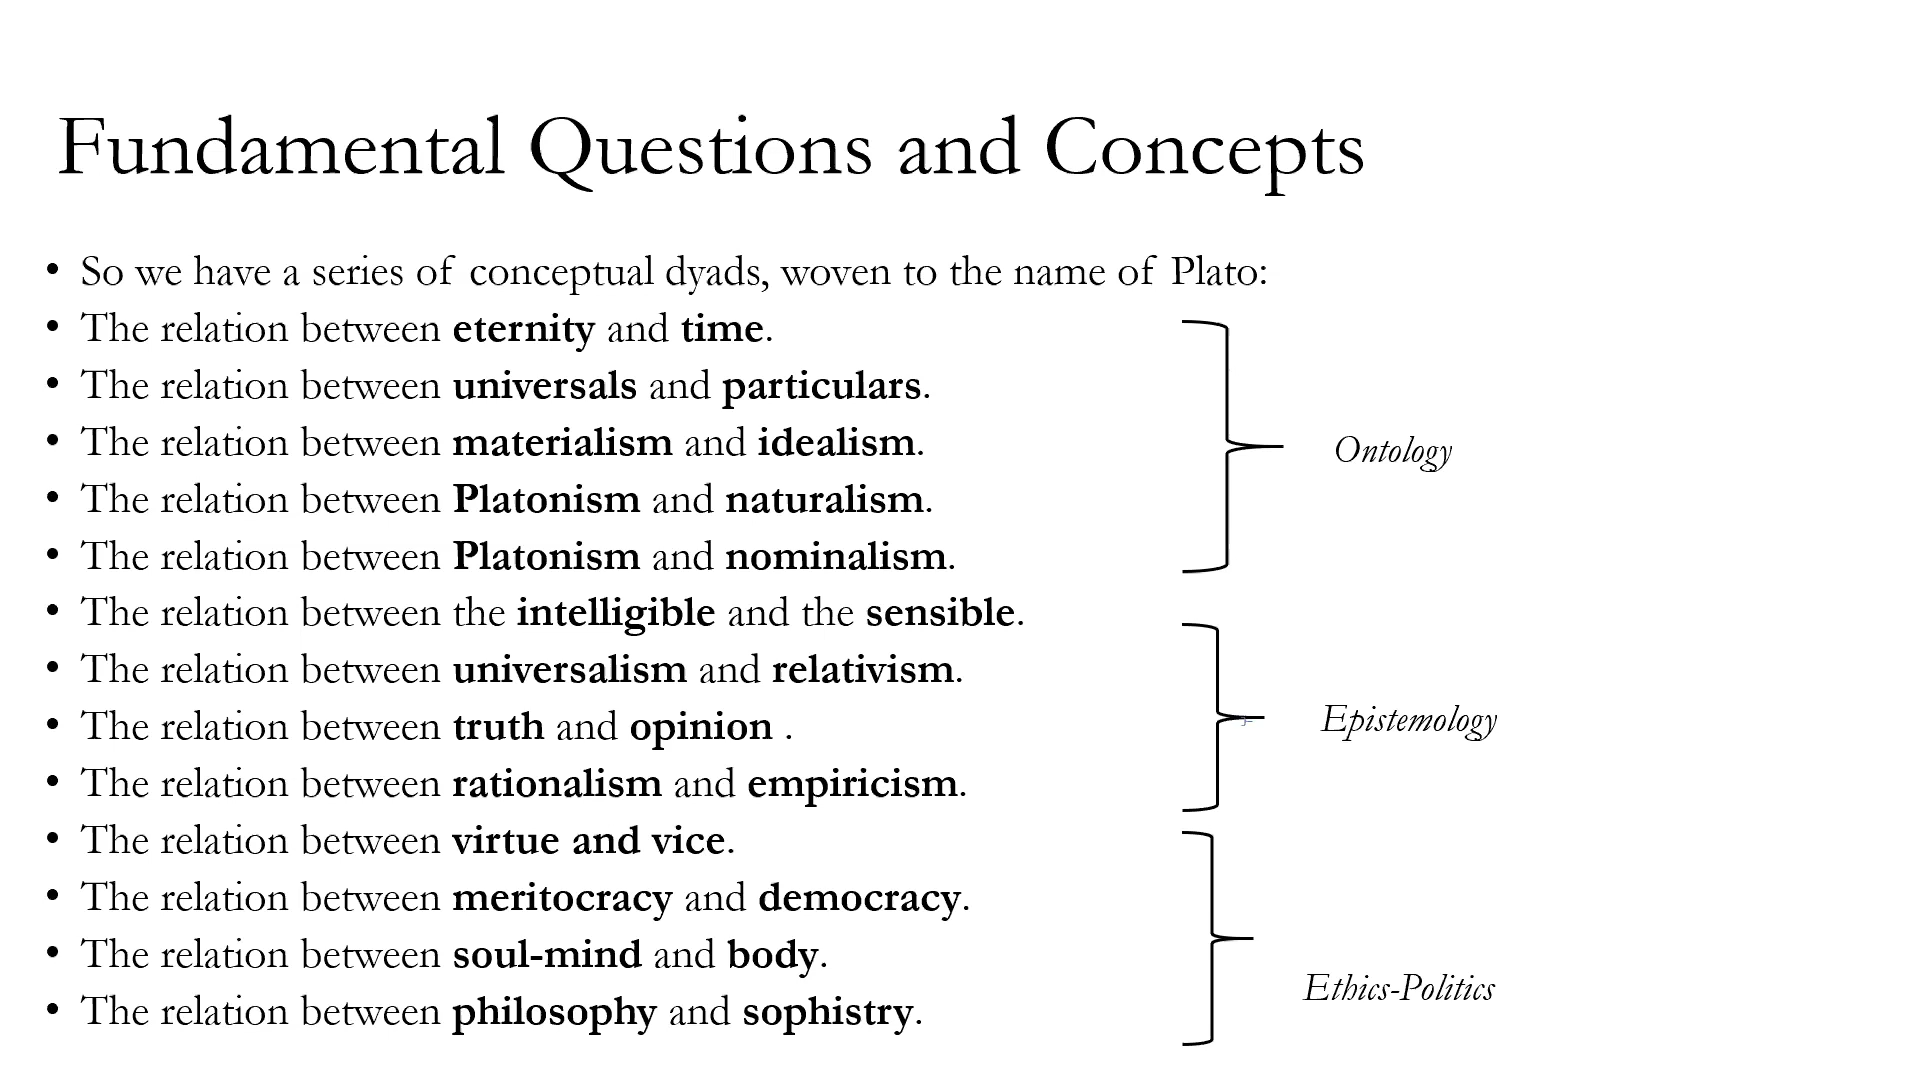 Fundamental Questions and Concepts
• So we have a series of conceptual dyads, woven to the name of Plato:
• The relation between eternity and time.
• The relation between universals and particulars.
• The relation between materialism and idealism.
• The relation between Platonism and naturalism.
• The relation between Platonism and nominalism.
• The relation between the intelligible and the sensible.
• The relation between universalism and relativism.
• The relation between truth and opinion .
• The relation between rationalism and empiricism.
• The relation between virtue and vice.
• The relation between meritocracy and democracy.
• The relation between soul-mind and body.
• The relation between philosophy and sophistry.
Ontology
Epistemology
Ethics-Politics